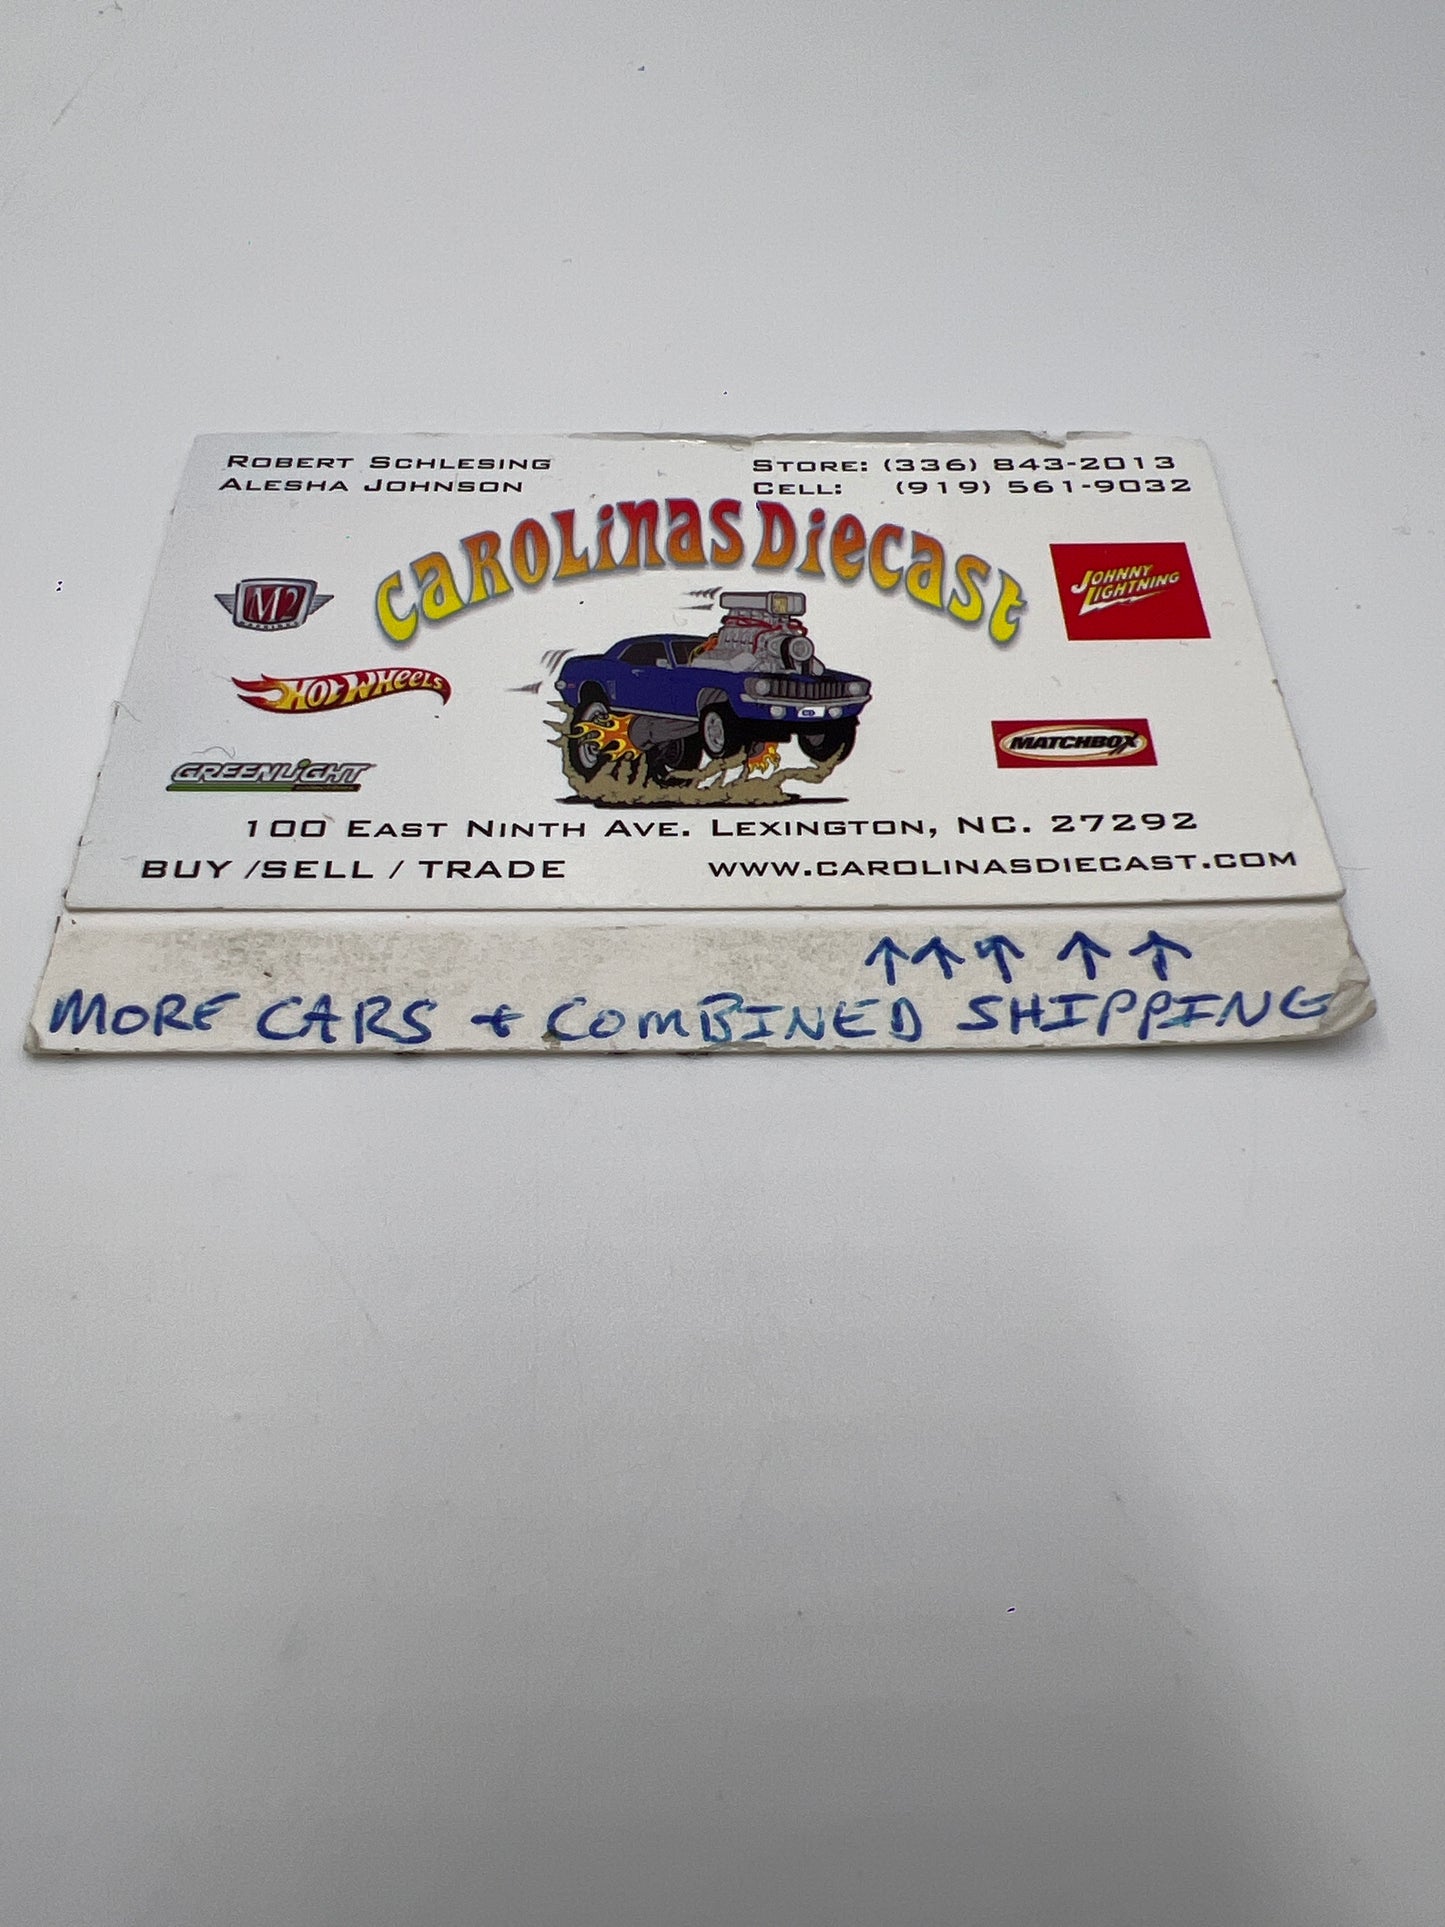 ROBERT SCHLESING
ALESHA JOHNSON
STORE: (336) 843-2013
CELL: (919) 561-9032
CAROLINAS DIECAST
M2
JOHNNY LIGHTNING
HOT WHEELS
MATCHBOX
GREENLIGHT
100 EAST NINTH AVE. LEXINGTON, NC. 27292
BUY /SELL / TRADE
WWW.CAROLINASDIECAST.COM
↑ ↑ ↑ ↑ ↑
MORE CARS + COMBINED SHIPPING